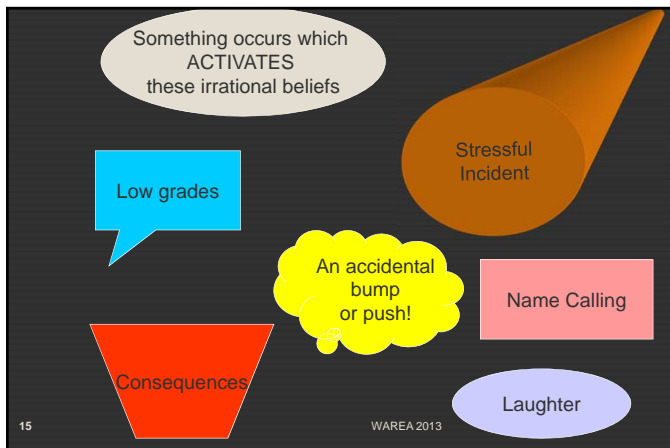 Something occurs which
ACTIVATES
these irrational beliefs
Stressful
Incident
Low grades
An accidental
bump
or push!
Name Calling
Consequences
Laughter
15
WAREA 2013